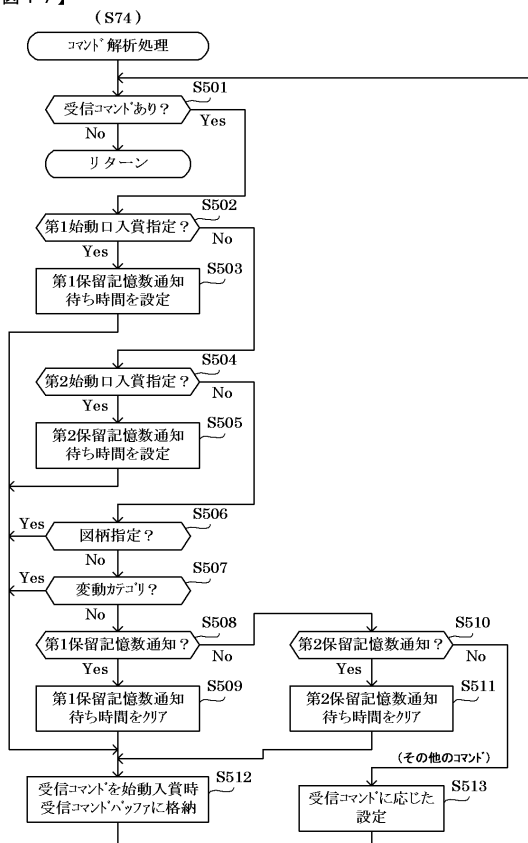 図47】
(S74)
コマンド解析処理
S501
受信コマンドあり？
Yes
No
リターン
S502
第1始動口入賞指定？
No
Yes
S503
第1保留記憶数通知
待ち時間を設定
S504
第2始動口入賞指定？
No
Yes
S505
第2保留記憶数通知
待ち時間を設定
S506
Yes
図柄指定？
No
S507
Yes
変動カテゴリ？
No
S508
第1保留記憶数通知？
No
Yes
S510
第2保留記憶数通知？
No
Yes
S509
第1保留記憶数通知
待ち時間をクリア
S511
第2保留記憶数通知
待ち時間をクリア
(その他のコマンド)
S512
受信コマンドを始動入賞時
受信コマンドバッファに格納
S513
受信コマンドに応じた
設定